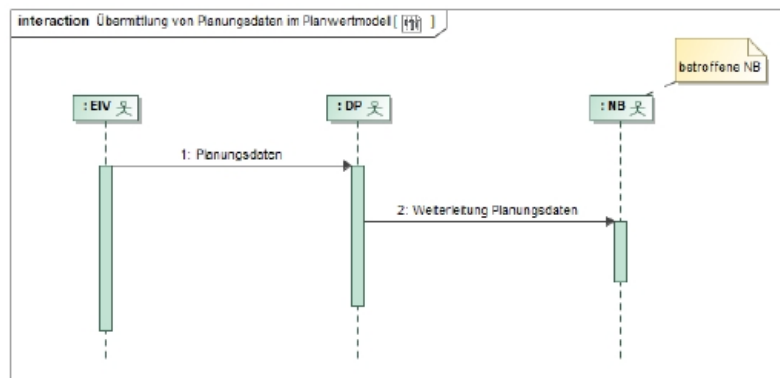 interaction Übermittlung von Planungsdaten im Planwertmodell [ ]
betroffene NB
: EIV
: DP
: NB
1: Planungsdaten
2: Weiterleitung Planungsdaten